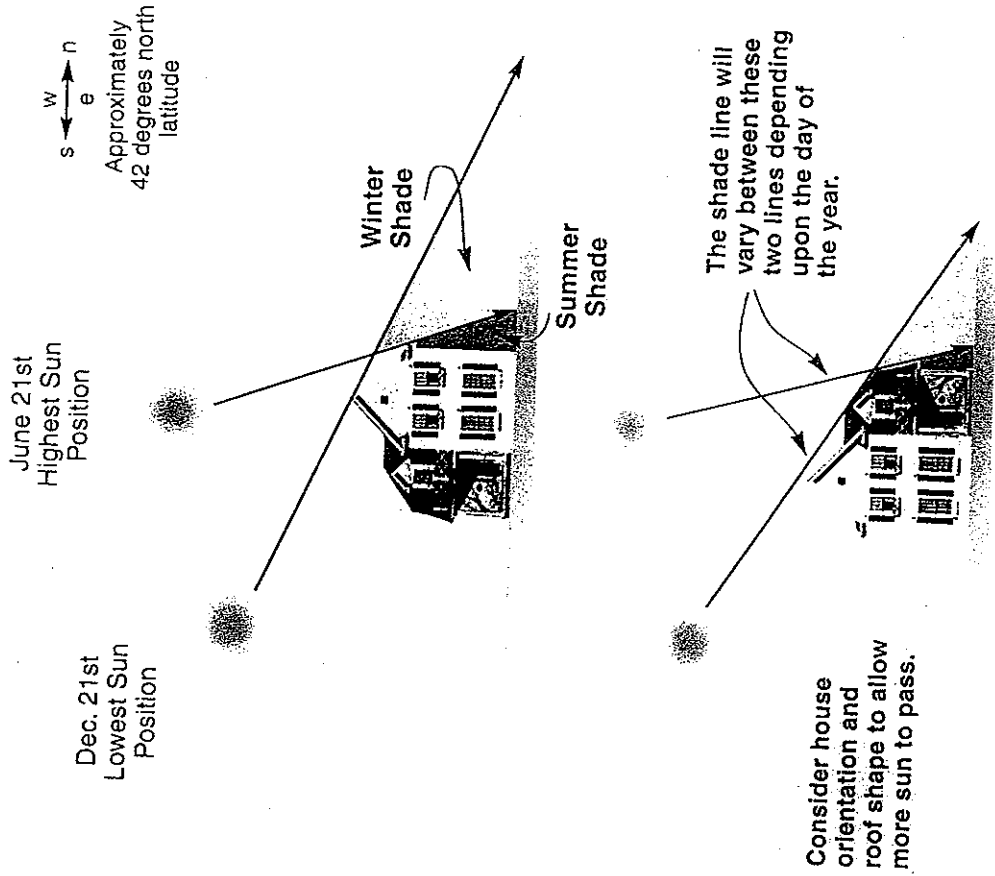 June 21st
Highest Sun
Position
Dec. 21st
Lowest Sun
Position
w
s n
e
Approximately
42 degrees north
latitude
Winter
Shade
Summer
Shade
The shade line will
vary between these
two lines depending
upon the day of
the year.
Consider house
orientation and
roof shape to allow
more sun to pass.